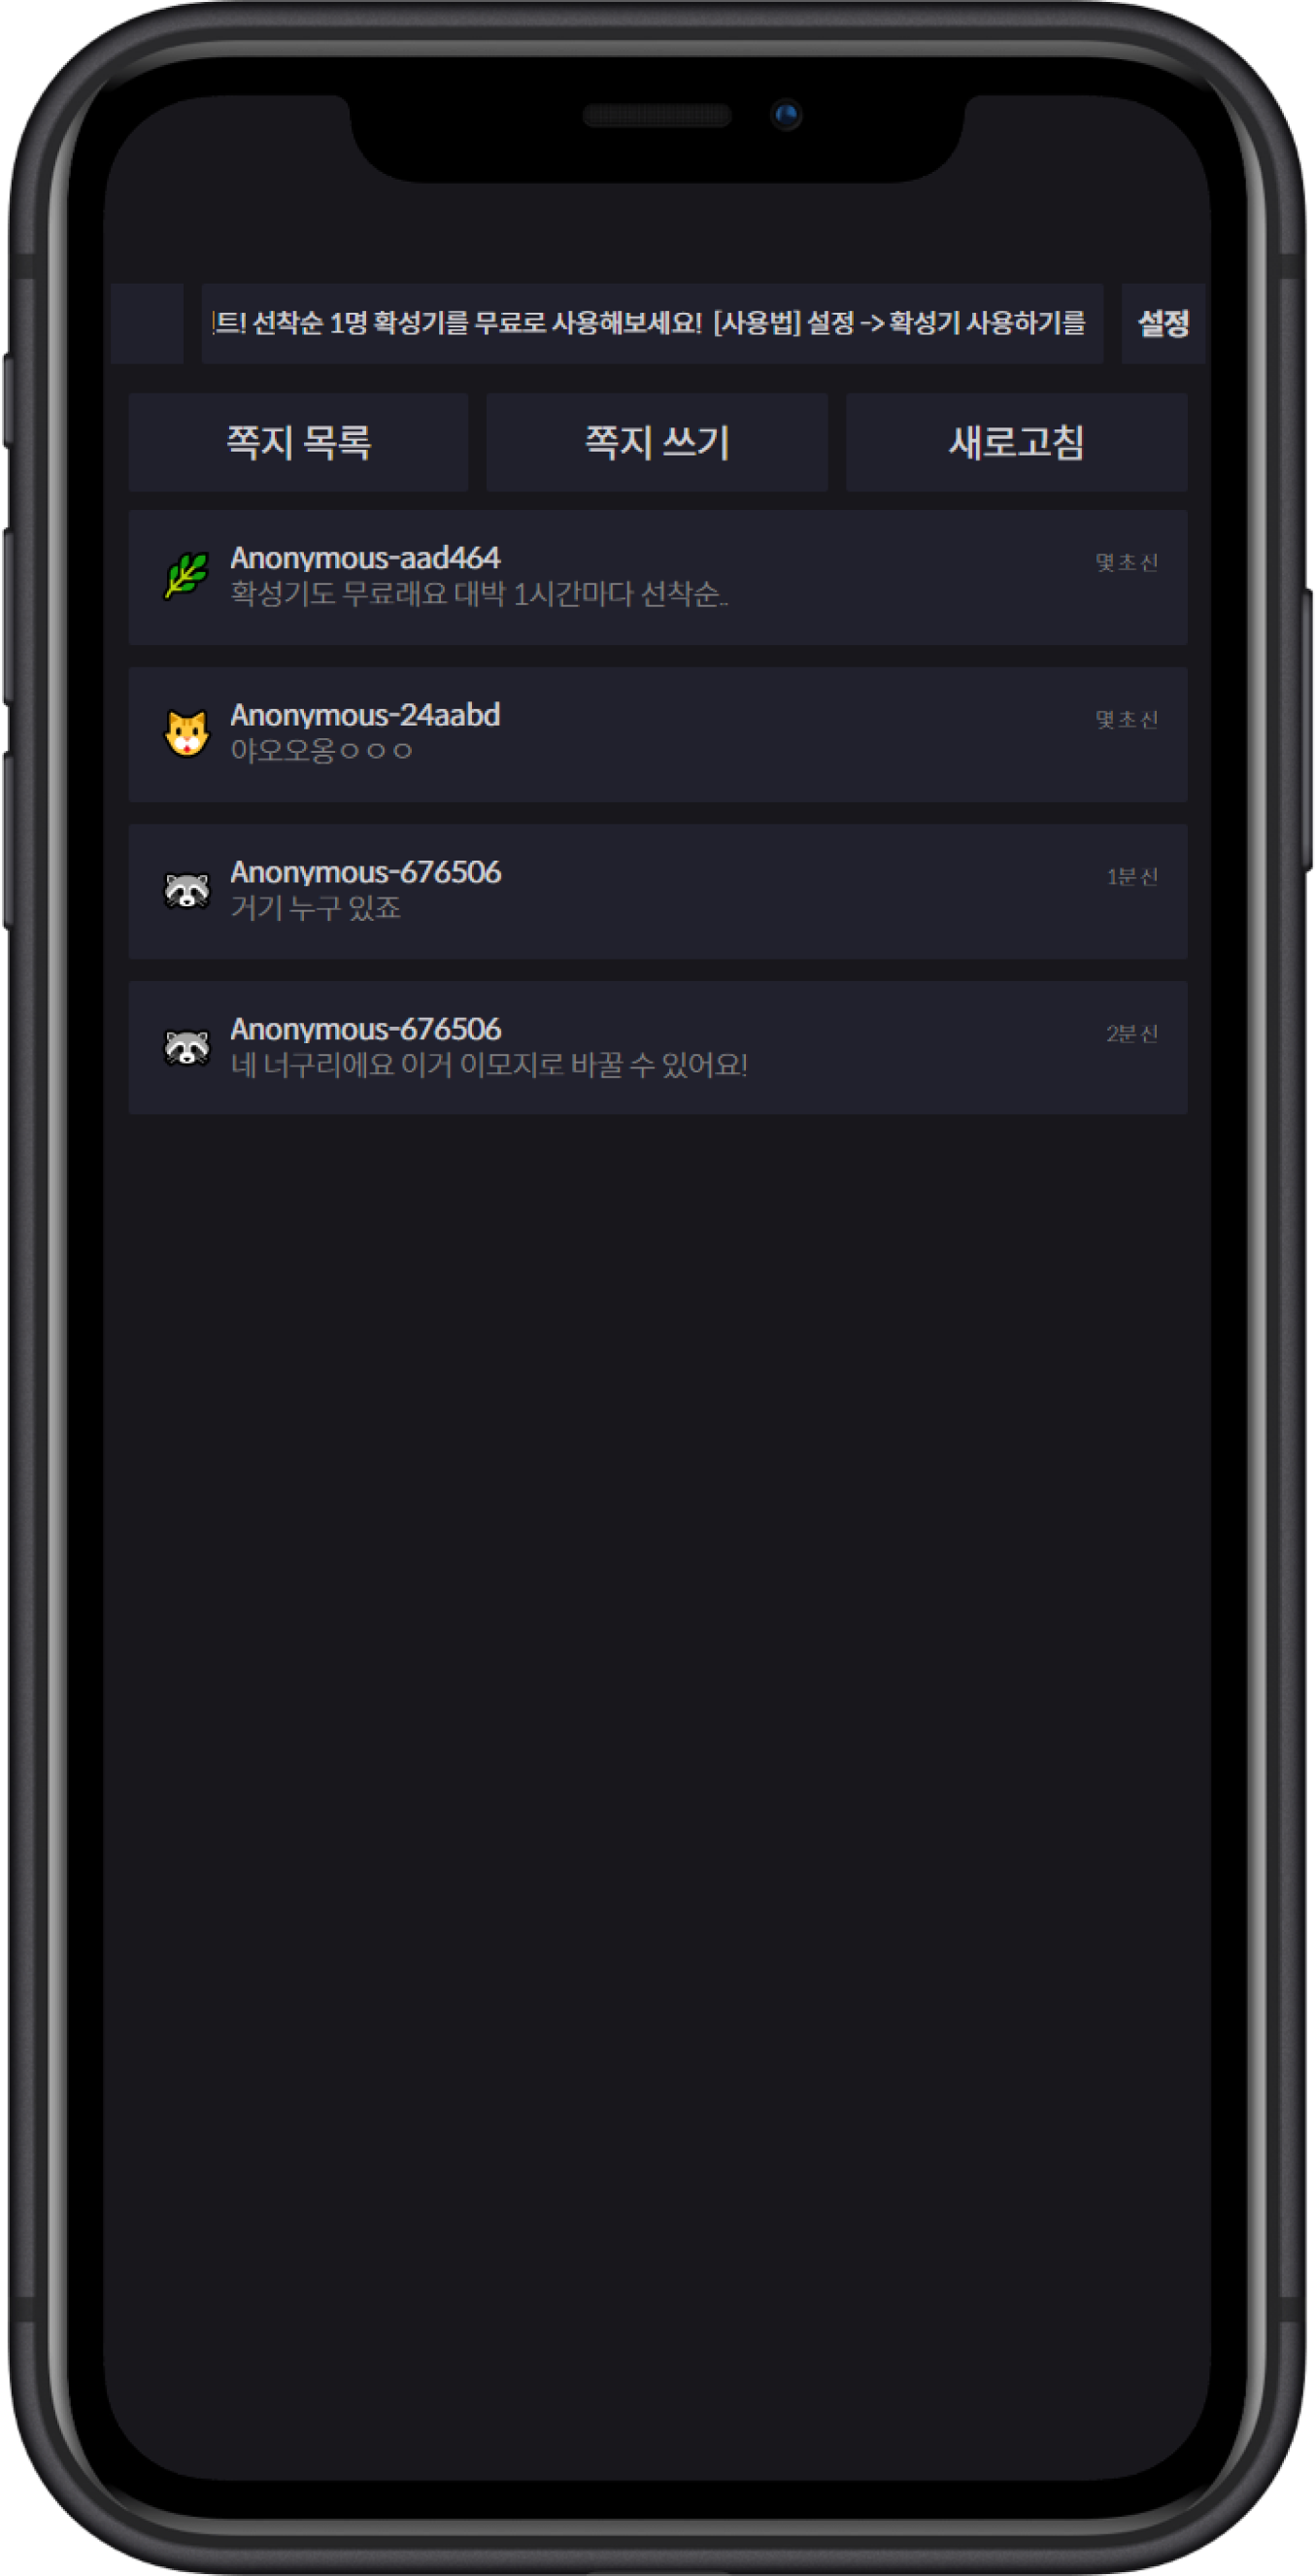 트! 선착순 1명 확성기를 무료로 사용해보세요! [사용법] 설정 -> 확성기 사용하기를
설정
쪽지 목록
쪽지 쓰기
새로고침
Anonymous-aad464
몇 초 전
확성기도 무료래요 대박 1시간마다 선착순..
Anonymous-24aabd
몇 초 전
야오오옹ㅇㅇㅇ
Anonymous-676506
1분 전
거기 누구 있죠
Anonymous-676506
2분 전
네 너구리에요 이거 이모지로 바꿀 수 있어요!